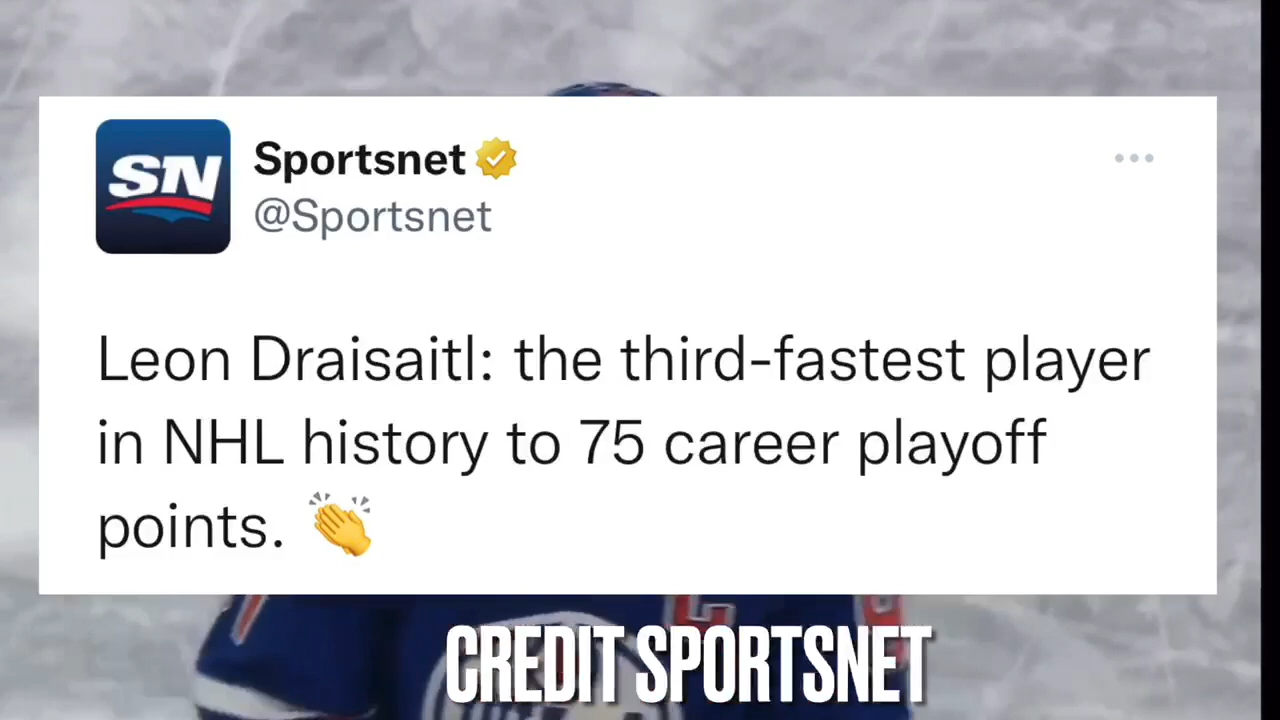 SN
Sportsnet
@Sportsnet
Leon Draisaitl: the third-fastest player
in NHL history to 75 career playoff
points. 👏
CREDIT SPORTSNET